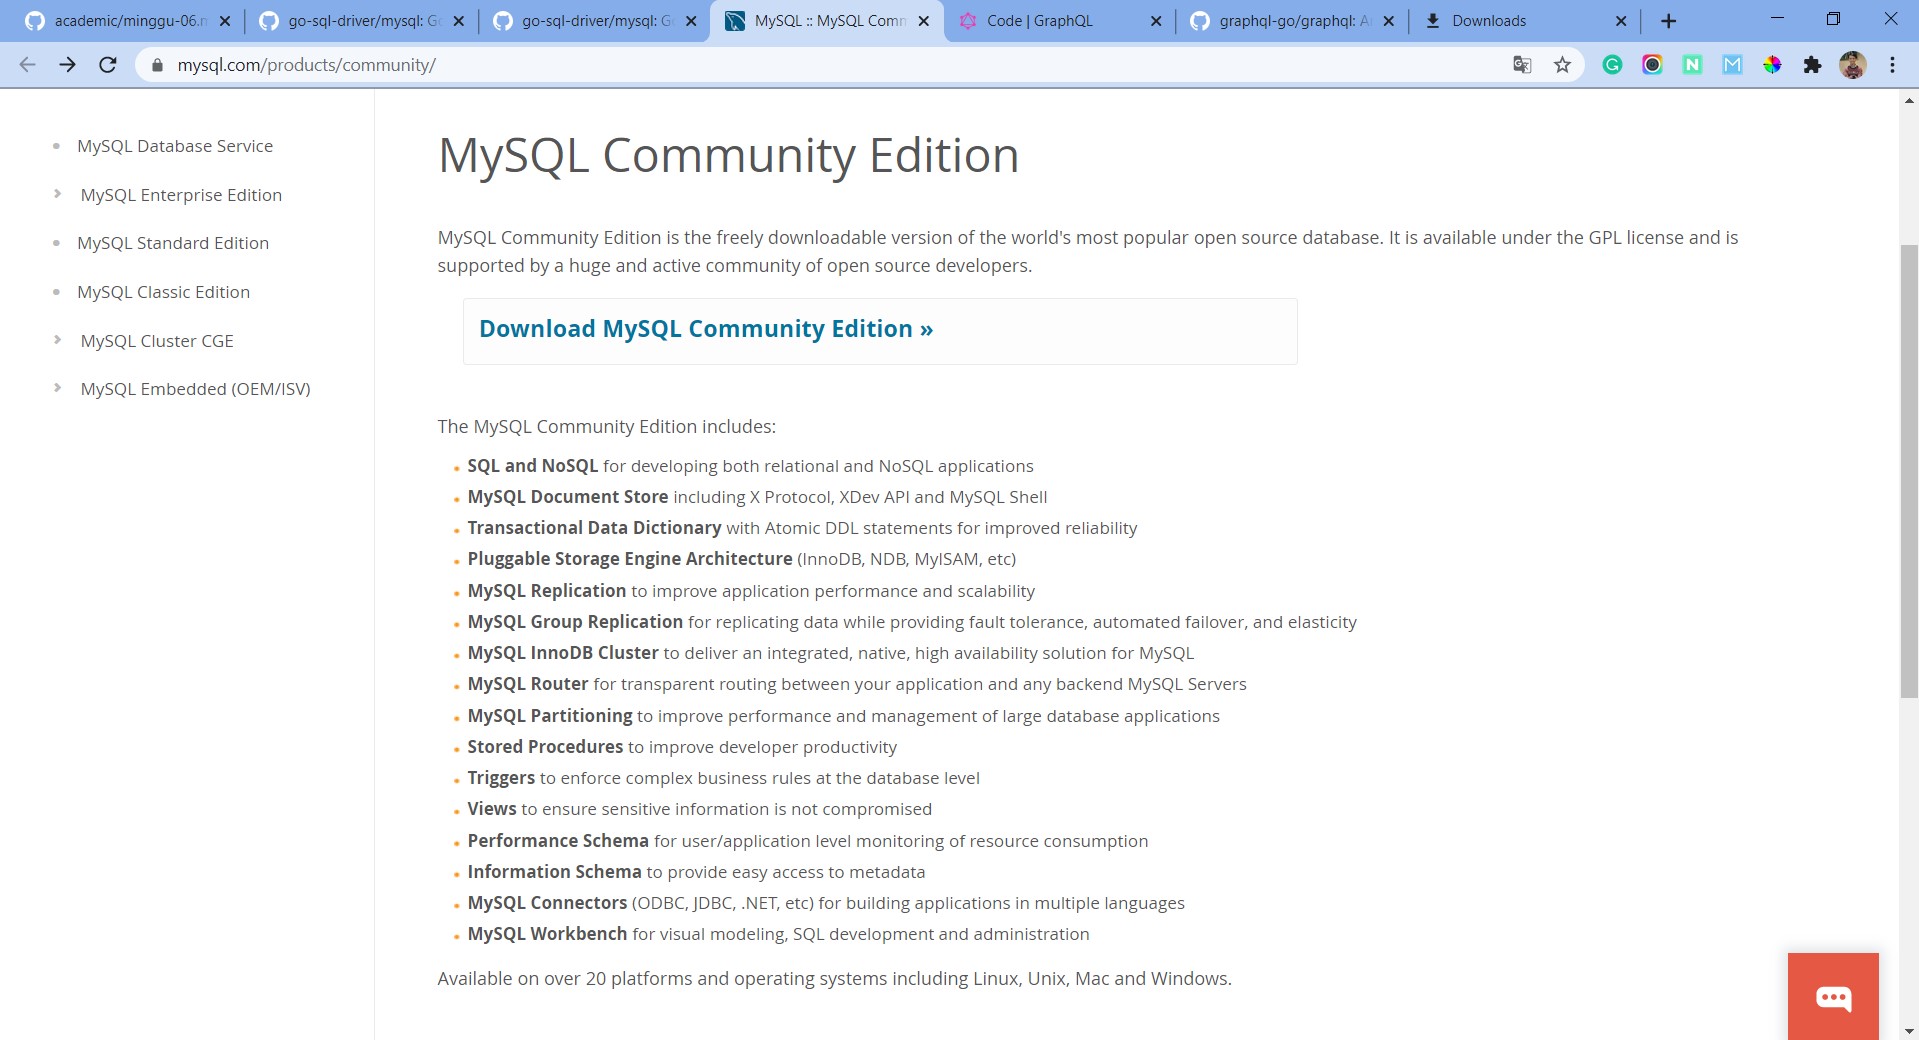 academic/minggu-06.m
go-sql-driver/mysql: Go
go-sql-driver/mysql: Go
MySQL :: MySQL Comm
Code | GraphQL
graphql-go/graphql: A
Downloads
mysql.com/products/community/
MySQL Database Service
MySQL Enterprise Edition
MySQL Standard Edition
MySQL Classic Edition
MySQL Cluster CGE
MySQL Embedded (OEM/ISV)
MySQL Community Edition
MySQL Community Edition is the freely downloadable version of the world's most popular open source database. It is available under the GPL license and is
supported by a huge and active community of open source developers.
Download MySQL Community Edition »
The MySQL Community Edition includes:
SQL and NoSQL for developing both relational and NoSQL applications
MySQL Document Store including X Protocol, XDev API and MySQL Shell
Transactional Data Dictionary with Atomic DDL statements for improved reliability
Pluggable Storage Engine Architecture (InnoDB, NDB, MyISAM, etc)
MySQL Replication to improve application performance and scalability
MySQL Group Replication for replicating data while providing fault tolerance, automated failover, and elasticity
MySQL InnoDB Cluster to deliver an integrated, native, high availability solution for MySQL
MySQL Router for transparent routing between your application and any backend MySQL Servers
MySQL Partitioning to improve performance and management of large database applications
Stored Procedures to improve developer productivity
Triggers to enforce complex business rules at the database level
Views to ensure sensitive information is not compromised
Performance Schema for user/application level monitoring of resource consumption
Information Schema to provide easy access to metadata
MySQL Connectors (ODBC, JDBC, .NET, etc) for building applications in multiple languages
MySQL Workbench for visual modeling, SQL development and administration
Available on over 20 platforms and operating systems including Linux, Unix, Mac and Windows.